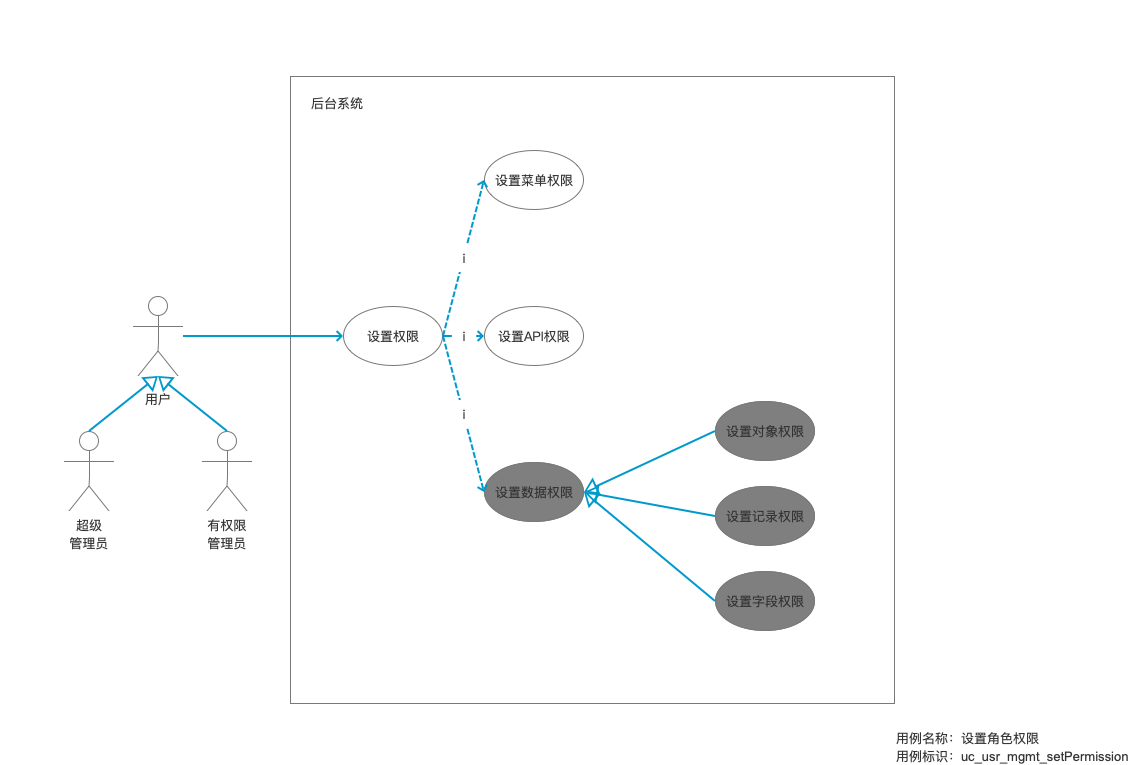 后台系统
设置菜单权限
i
设置权限
i
设置API权限
i
用户
设置对象权限
设置数据权限
设置记录权限
超级
管理员
有权限
管理员
设置字段权限
用例名称：设置角色权限
用例标识：uc_usr_mgmt_setPermission